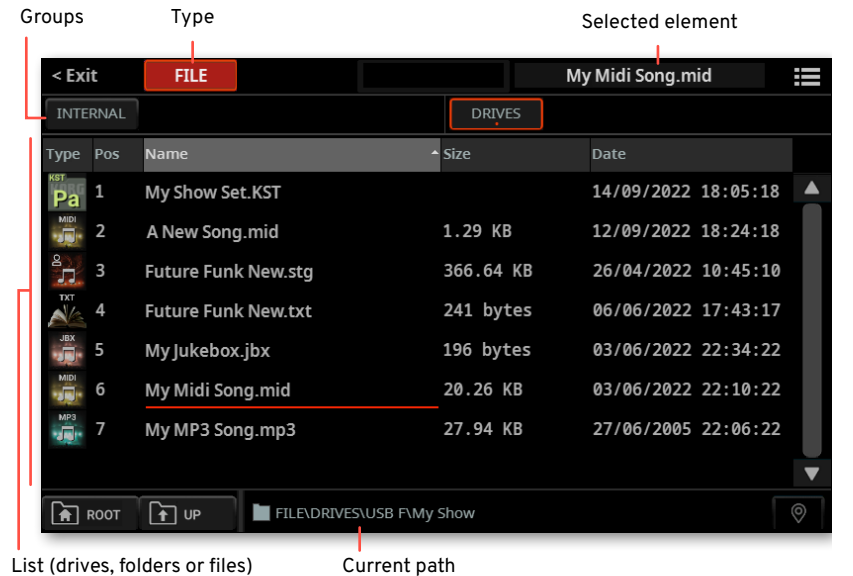 Groups
Type
Selected element
< Exit
FILE
My Midi Song.mid
INTERNAL
DRIVES
Type Pos Name Size Date
KST
Pa
1 My Show Set.KST 14/09/2022 18:05:18
MIDI
2 A New Song.mid 1.29 KB 12/09/2022 18:24:18
3 Future Funk New.stg 366.64 KB 26/04/2022 10:45:10
TXT
4 Future Funk New.txt 241 bytes 06/06/2022 17:43:17
JBX
5 My Jukebox.jbx 196 bytes 03/06/2022 22:34:22
MIDI
6 My Midi Song.mid 20.26 KB 03/06/2022 22:10:22
MP3
7 My MP3 Song.mp3 27.94 KB 27/06/2005 22:06:22
ROOT
UP
FILE\DRIVES\USB F\My Show
List (drives, folders or files)
Current path